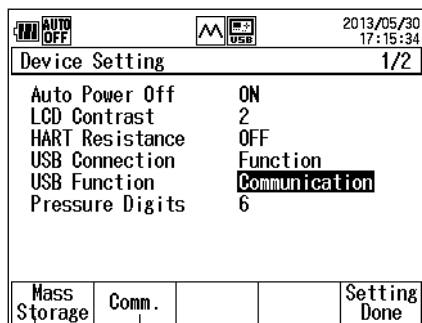 AUTO OFF USB 2013/05/30 17:15:34
Device Setting 1/2
Auto Power Off ON
LCD Contrast 2
HART Resistance OFF
USB Connection Function
USB Function Communication
Pressure Digits 6
Mass Storage Comm. Setting Done